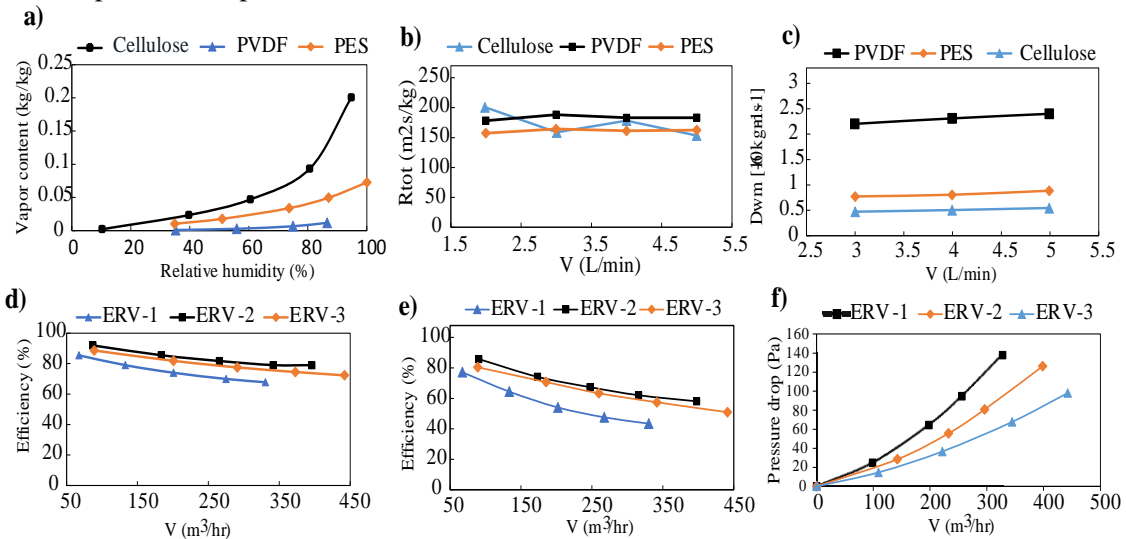 a)
Cellulose PVDF PES
Vapor content (kg/kg)
0.25
0.2
0.15
0.1
0.05
0
0 20 40 60 80 100
Relative humidity (%)
b)
Cellulose PVDF PES
Rtot (m2s/kg)
250
200
150
100
50
0
1.5 2.5 3.5 4.5 5.5
V (L/min)
c)
PVDF PES Cellulose
3
2.5
2
1.5
1
0.5
0
2.5 3 3.5 4 4.5 5 5.5
V (L/min)
Dwm
d)
ERV-1 ERV-2 ERV-3
Efficiency (%)
100
80
60
40
20
0
50 150 250 350 450
V (m3/hr)
e)
ERV-1 ERV-2 ERV-3
Efficiency (%)
100
80
60
40
20
0
50 150 250 350 450
V (m3/hr)
f)
ERV-1 ERV-2 ERV-3
Pressure drop (Pa)
160
140
120
100
80
60
40
20
0
0 100 200 300 400 500
V (m3/hr)